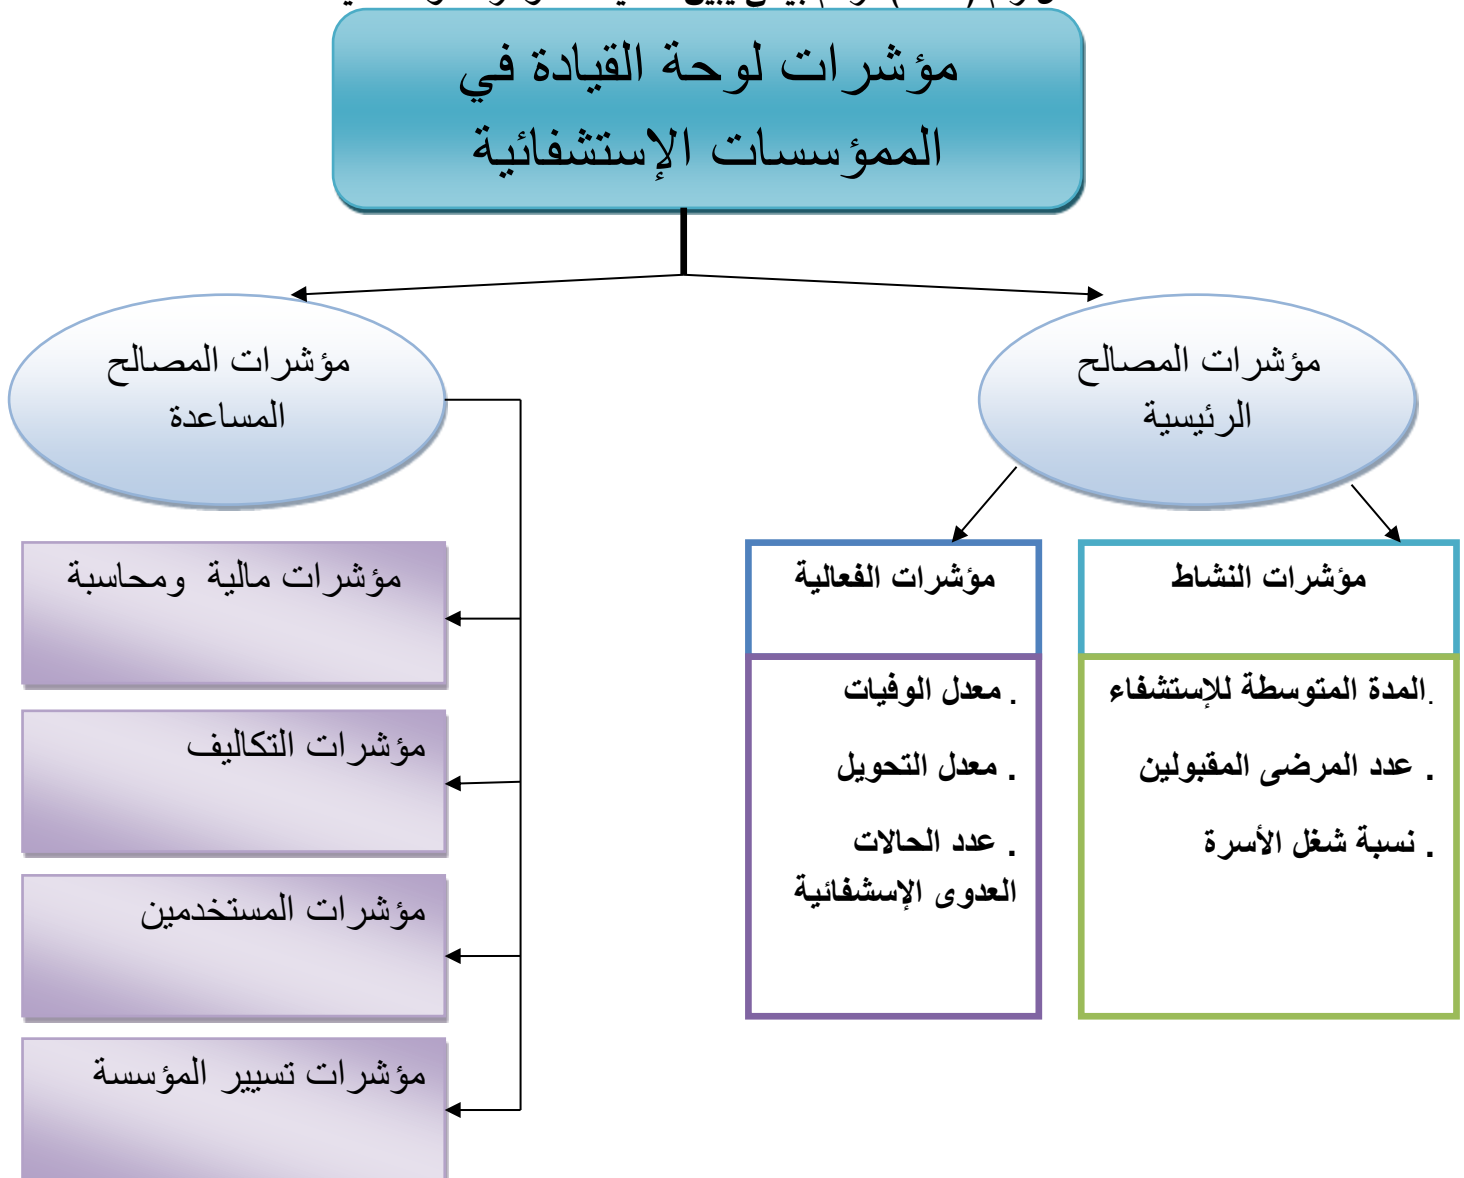 مؤشرات لوحة القيادة في
الممؤسسات الإستشفائية
مؤشرات المصالح
الرئيسية
مؤشرات المصالح
المساعدة
مؤشرات النشاط
.المدة المتوسطة للإستشفاء
. عدد المرضى المقبولين
. نسبة شغل الأسرة
مؤشرات الفعالية
. معدل الوفيات
. معدل التحويل
. عدد الحالات
العدوى الإسشفائية
مؤشرات مالية ومحاسبة
مؤشرات التكاليف
مؤشرات المستخدمين
مؤشرات تسيير المؤسسة